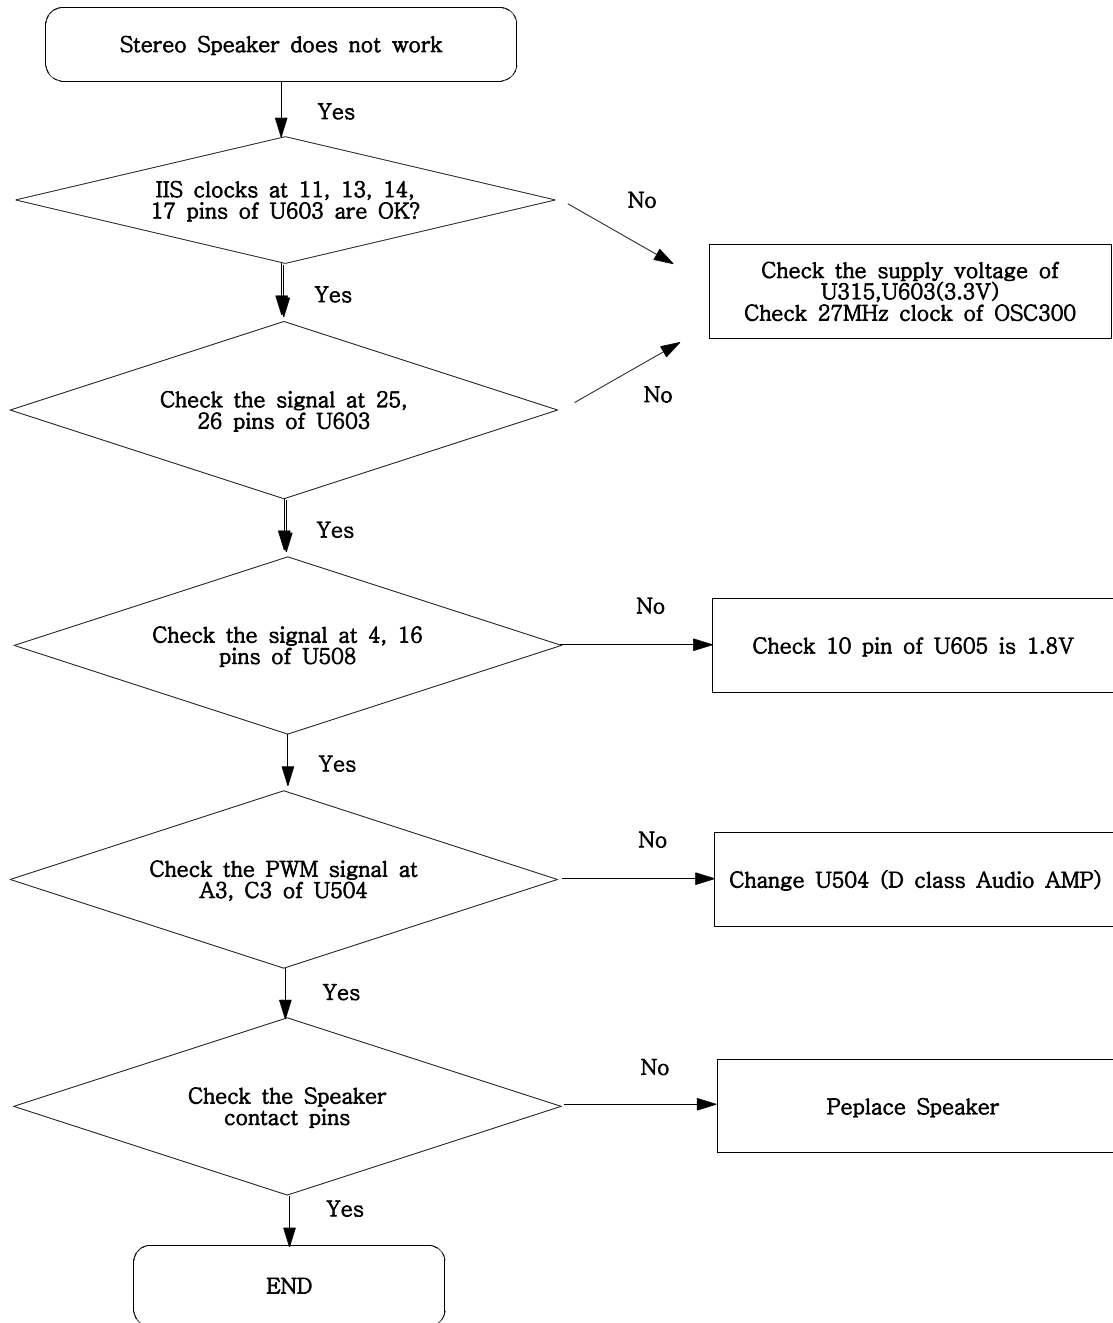 Stereo Speaker does not work
Yes
IIS clocks at 11, 13, 14,
17 pins of U603 are OK?
No
Check the supply voltage of
U315,U603(3.3V)
Check 27MHz clock of OSC300
Yes
Check the signal at 25,
26 pins of U603
No
Yes
Check the signal at 4, 16
pins of U508
No
Check 10 pin of U605 is 1.8V
Yes
Check the PWM signal at
A3, C3 of U504
No
Change U504 (D class Audio AMP)
Yes
Check the Speaker
contact pins
No
Peplace Speaker
Yes
END